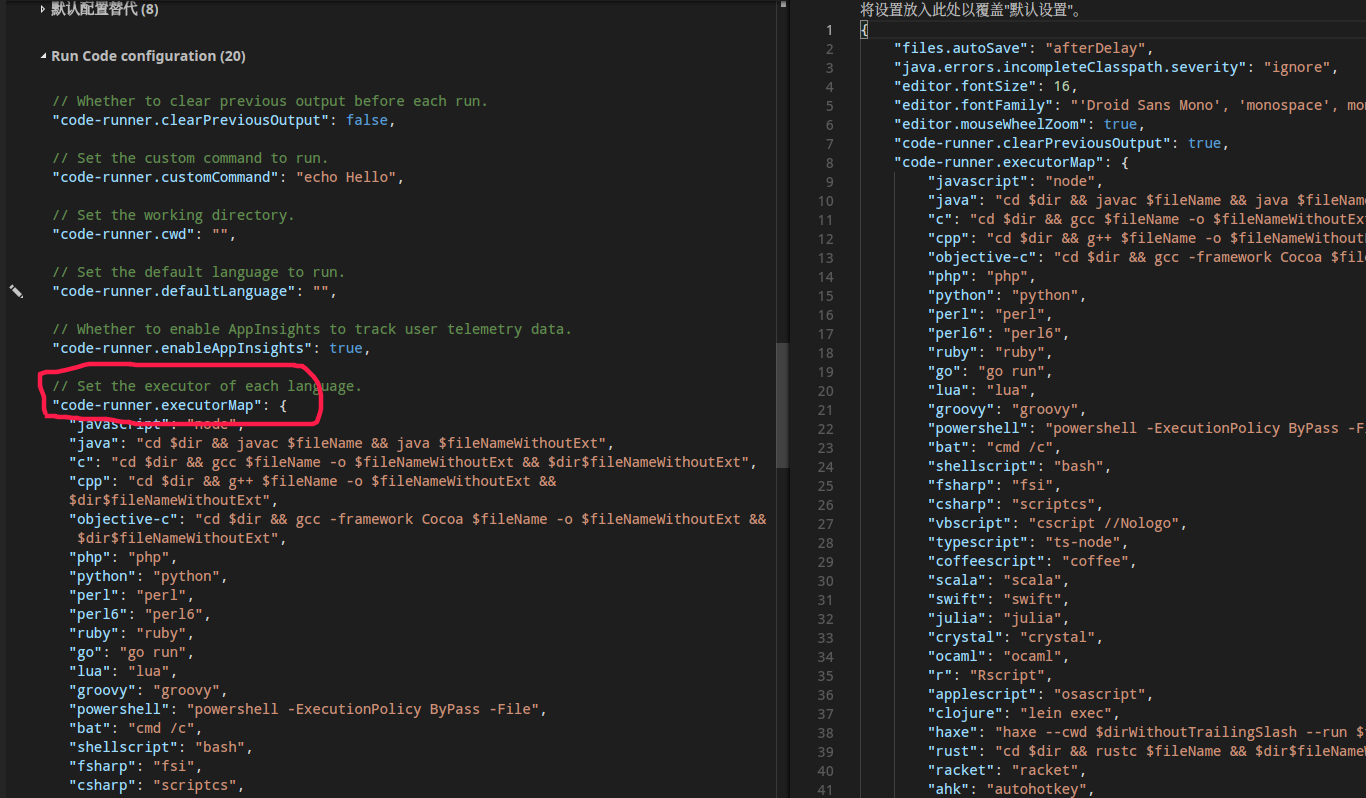 默认配置替代 (8)
Run Code configuration (20)
// Whether to clear previous output before each run.
"code-runner.clearPreviousOutput": false,
// Set the custom command to run.
"code-runner.customCommand": "echo Hello",
// Set the working directory.
"code-runner.cwd": "",
// Set the default language to run.
"code-runner.defaultLanguage": "",
// Whether to enable AppInsights to track user telemetry data.
"code-runner.enableAppInsights": true,
// Set the executor of each language.
"code-runner.executorMap": {
"javascript": "node",
"java": "cd $dir && javac $fileName && java $fileNameWithoutExt",
"c": "cd $dir && gcc $fileName -o $fileNameWithoutExt && $dir$fileNameWithoutExt",
"cpp": "cd $dir && g++ $fileName -o $fileNameWithoutExt &&
$dir$fileNameWithoutExt",
"objective-c": "cd $dir && gcc -framework Cocoa $fileName -o $fileNameWithoutExt &&
$dir$fileNameWithoutExt",
"php": "php",
"python": "python",
"perl": "perl",
"perl6": "perl6",
"ruby": "ruby",
"go": "go run",
"lua": "lua",
"groovy": "groovy",
"powershell": "powershell -ExecutionPolicy ByPass -File",
"bat": "cmd /c",
"shellscript": "bash",
"fsharp": "fsi",
"csharp": "scriptcs",
将设置放入此处以覆盖"默认设置"。
1 {
2 "files.autoSave": "afterDelay",
3 "java.errors.incompleteClasspath.severity": "ignore",
4 "editor.fontSize": 16,
5 "editor.fontFamily": "'Droid Sans Mono', 'monospace', mo
6 "editor.mouseWheelZoom": true,
7 "code-runner.clearPreviousOutput": true,
8 "code-runner.executorMap": {
9 "javascript": "node",
10 "java": "cd $dir && javac $fileName && java $fileName
11 "c": "cd $dir && gcc $fileName -o $fileNameWithoutExt
12 "cpp": "cd $dir && g++ $fileName -o $fileNameWithout
13 "objective-c": "cd $dir && gcc -framework Cocoa $file
14 "php": "php",
15 "python": "python",
16 "perl": "perl",
17 "perl6": "perl6",
18 "ruby": "ruby",
19 "go": "go run",
20 "lua": "lua",
21 "groovy": "groovy",
22 "powershell": "powershell -ExecutionPolicy ByPass -Fi
23 "bat": "cmd /c",
24 "shellscript": "bash",
25 "fsharp": "fsi",
26 "csharp": "scriptcs",
27 "vbscript": "cscript //Nologo",
28 "typescript": "ts-node",
29 "coffeescript": "coffee",
30 "scala": "scala",
31 "swift": "swift",
32 "julia": "julia",
33 "crystal": "crystal",
34 "ocaml": "ocaml",
35 "r": "Rscript",
36 "applescript": "osascript",
37 "clojure": "lein exec",
38 "haxe": "haxe --cwd $dirWithoutTrailingSlash --run $
39 "rust": "cd $dir && rustc $fileName && $dir$fileNameW
40 "racket": "racket",
41 "ahk": "autohotkey",